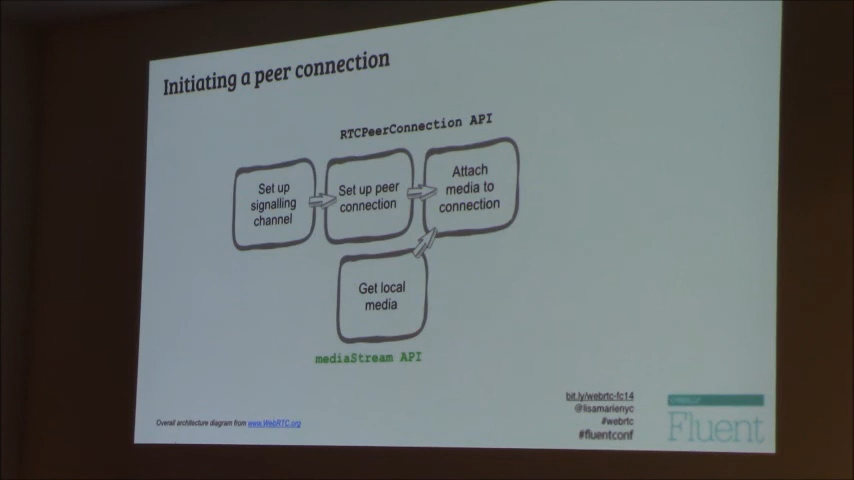 Initiating a peer connection
RTCPeerConnection API
Set up
signalling
channel
Set up peer
connection
Attach
media to
connection
Get local
media
mediaStream API
Overall architecture diagram from www.WebRTC.org
bit.ly/webrtc-fc14
@lisamarienyc
#webrtc
#fluentconf
O'REILLY
Fluent